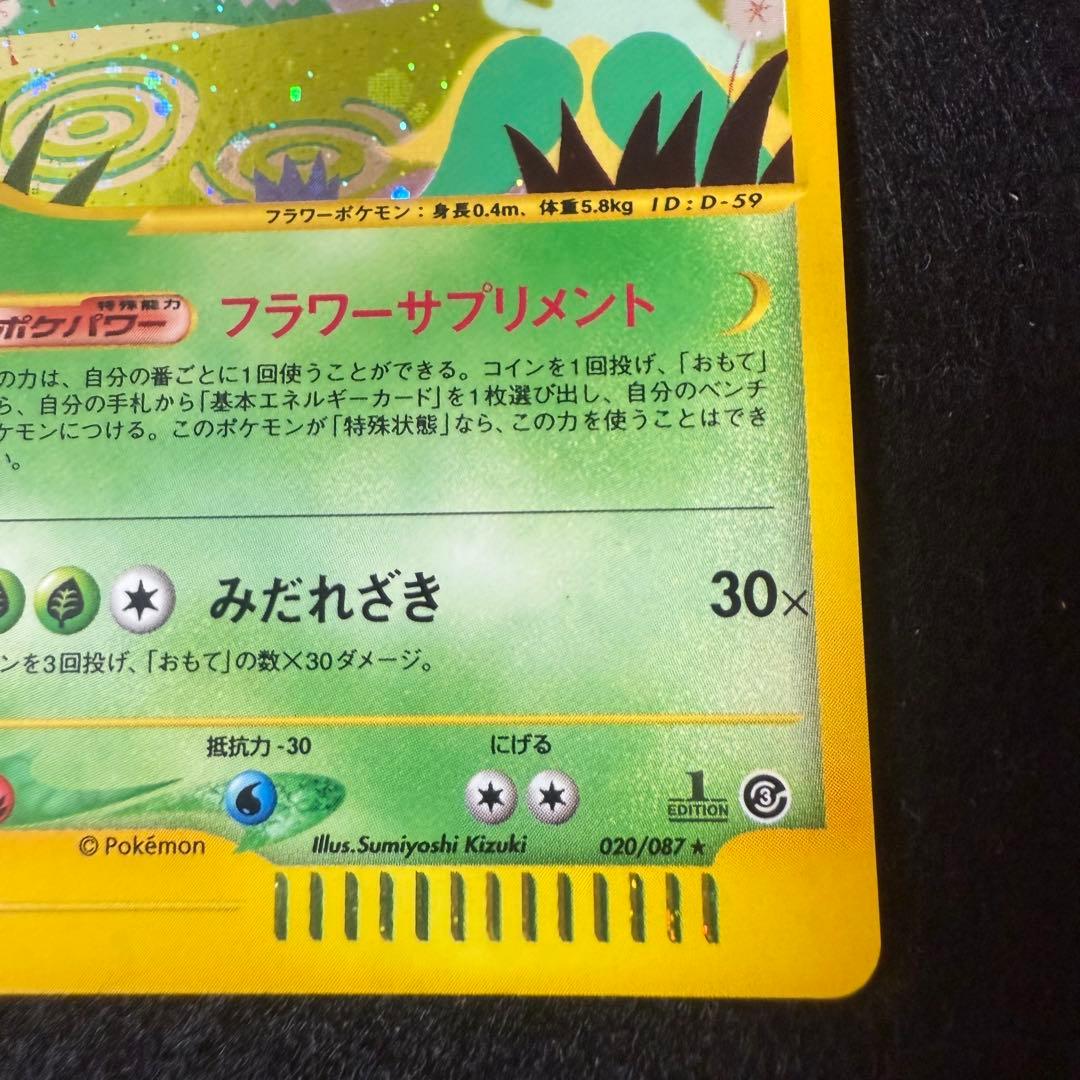 フラワーポケモン：身長0.4m、体重5.8kg ID:D-59
特殊能力
ポケパワー フラワーサプリメント
の力は、自分の番ごとに1回使うことができる。コインを1回投げ、「おもて」
ら、自分の手札から「基本エネルギーカード」を1枚選び出し、自分のベンチ
ケモンにつける。このポケモンが「特殊状態」なら、この力を使うことはでき
い。
みだれざき 30×
ンを3回投げ、「おもて」の数×30ダメージ。
抵抗力-30 にげる
1
EDITION
3
© Pokémon Illus.Sumiyoshi Kizuki 020/087 ★